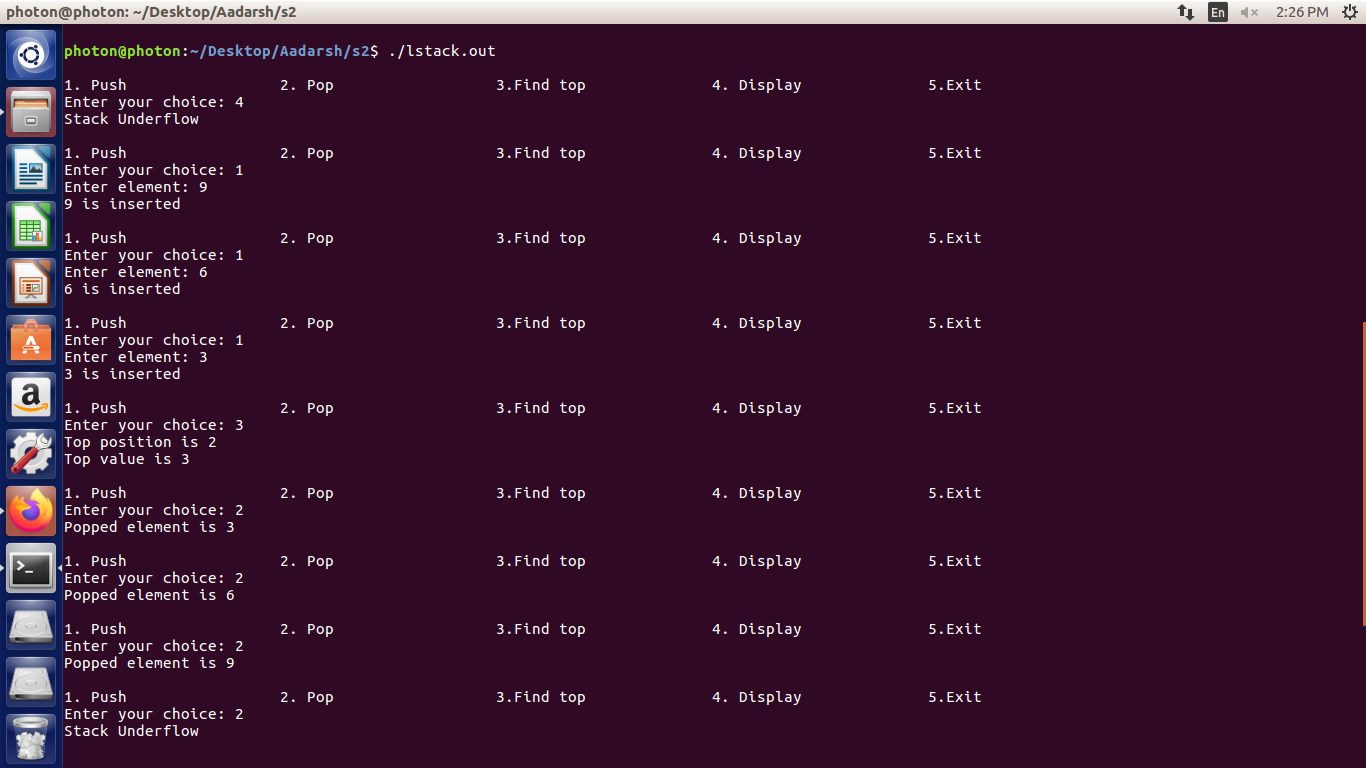 photon@photon: ~/Desktop/Aadarsh/s2 En 2:26 PM
photon@photon:~/Desktop/Aadarsh/s2$ ./lstack.out
1. Push 2. Pop 3.Find top 4. Display 5.Exit
Enter your choice: 4
Stack Underflow
1. Push 2. Pop 3.Find top 4. Display 5.Exit
Enter your choice: 1
Enter element: 9
9 is inserted
1. Push 2. Pop 3.Find top 4. Display 5.Exit
Enter your choice: 1
Enter element: 6
6 is inserted
1. Push 2. Pop 3.Find top 4. Display 5.Exit
Enter your choice: 1
Enter element: 3
3 is inserted
1. Push 2. Pop 3.Find top 4. Display 5.Exit
Enter your choice: 3
Top position is 2
Top value is 3
1. Push 2. Pop 3.Find top 4. Display 5.Exit
Enter your choice: 2
Popped element is 3
1. Push 2. Pop 3.Find top 4. Display 5.Exit
Enter your choice: 2
Popped element is 6
1. Push 2. Pop 3.Find top 4. Display 5.Exit
Enter your choice: 2
Popped element is 9
1. Push 2. Pop 3.Find top 4. Display 5.Exit
Enter your choice: 2
Stack Underflow